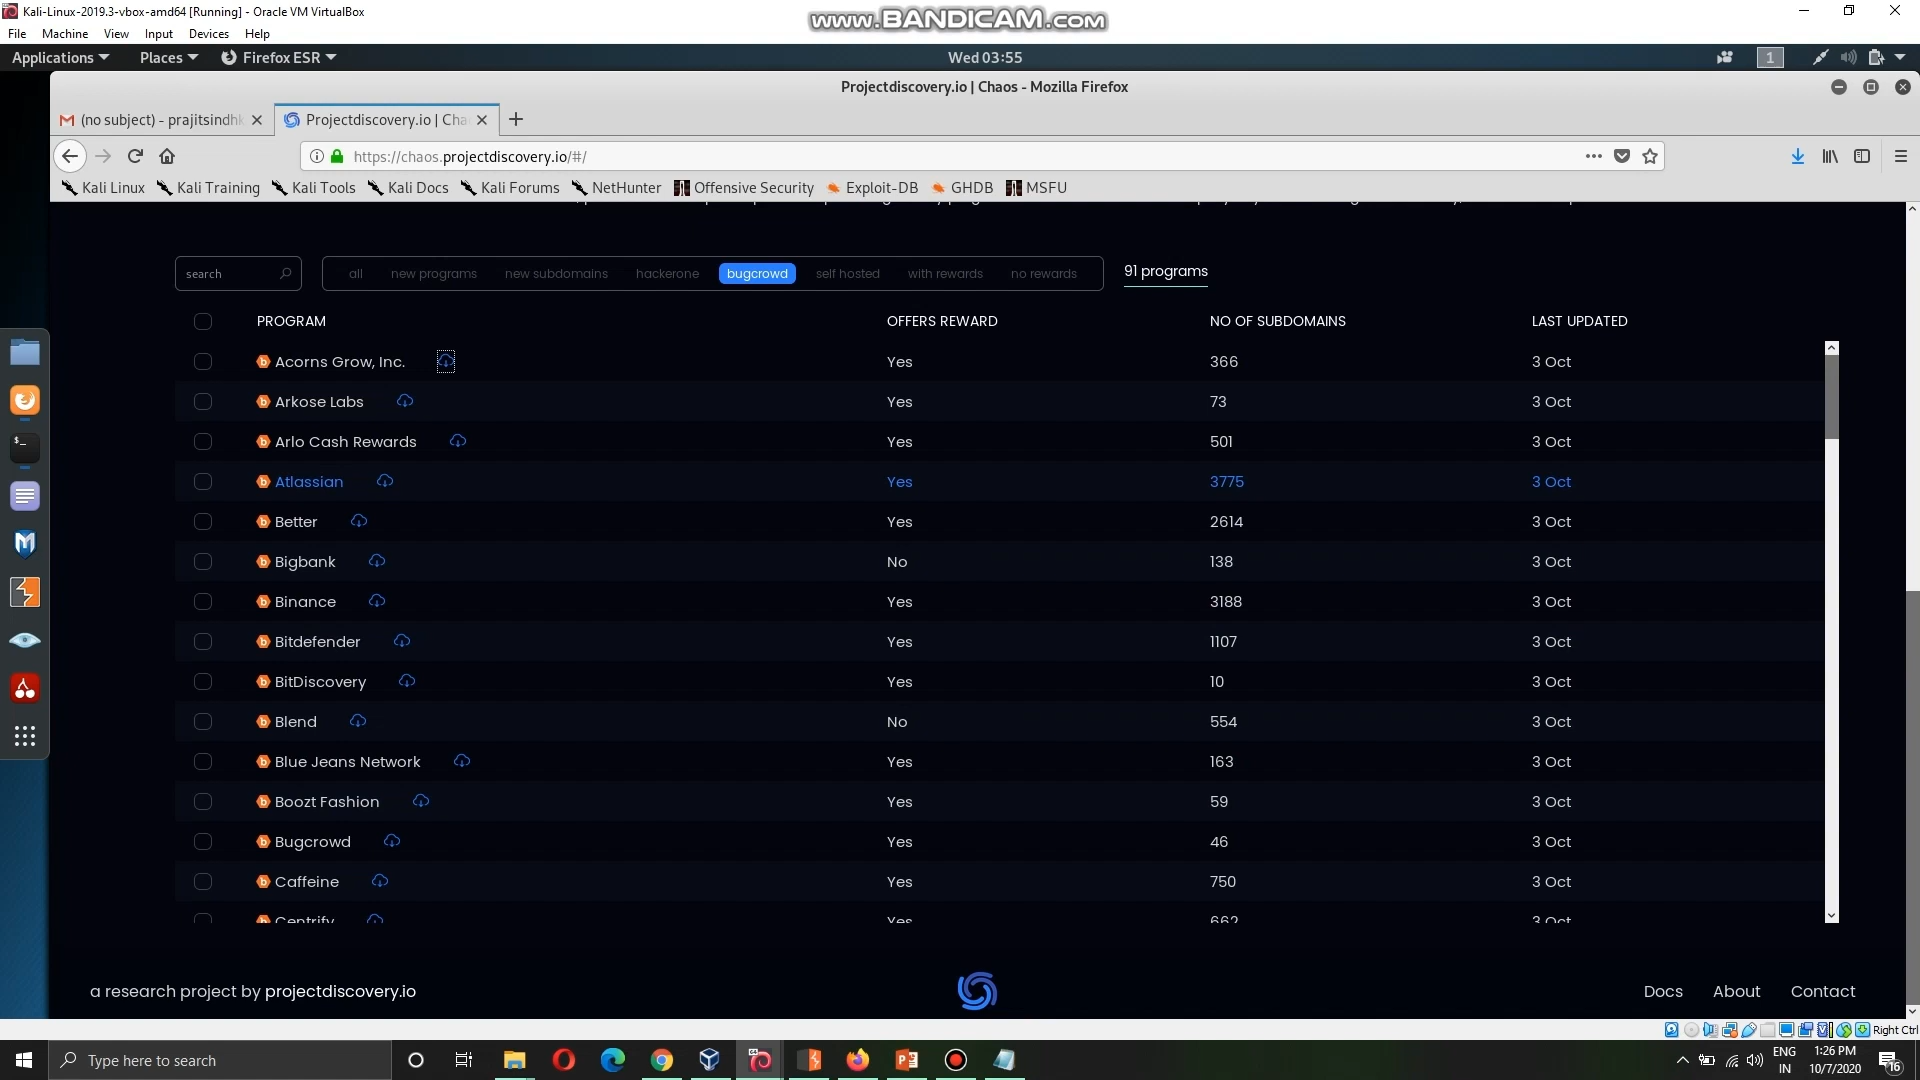 Kali-Linux-2019.3-vbox-amd64 [Running] - Oracle VM VirtualBox
www.BANDICAM.com
File Machine View Input Devices Help
Applications Places Firefox ESR Wed 03:55 1
Projectdiscovery.io | Chaos - Mozilla Firefox
(no subject) - prajitsindhk Projectdiscovery.io | Cha
https://chaos.projectdiscovery.io/#/
Kali Linux Kali Training Kali Tools Kali Docs Kali Forums NetHunter Offensive Security Exploit-DB GHDB MSFU
search all new programs new subdomains hackerone bugcrowd self hosted with rewards no rewards 91 programs
PROGRAM OFFERS REWARD NO OF SUBDOMAINS LAST UPDATED
Acorns Grow, Inc. Yes 366 3 Oct
Arkose Labs Yes 73 3 Oct
Arlo Cash Rewards Yes 501 3 Oct
Atlassian Yes 3775 3 Oct
Better Yes 2614 3 Oct
Bigbank No 138 3 Oct
Binance Yes 3188 3 Oct
Bitdefender Yes 1107 3 Oct
BitDiscovery Yes 10 3 Oct
Blend No 554 3 Oct
Blue Jeans Network Yes 163 3 Oct
Boozt Fashion Yes 59 3 Oct
Bugcrowd Yes 46 3 Oct
Caffeine Yes 750 3 Oct
Centrify Yes 662 3 Oct
a research project by projectdiscovery.io Docs About Contact
Right Ctrl
Type here to search ENG IN 1:26 PM 10/7/2020 16